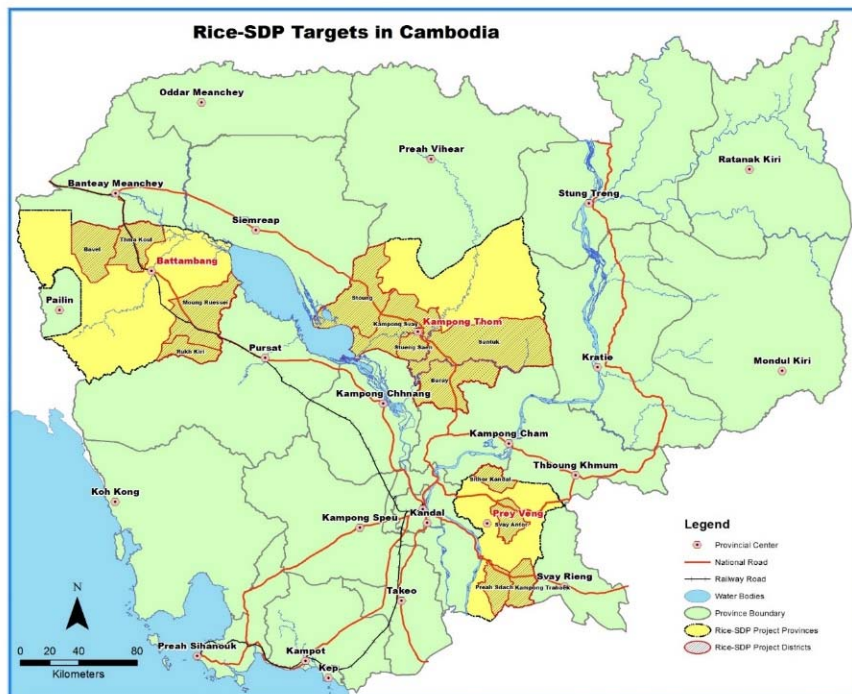 Rice-SDP Targets in Cambodia
Oddar Meanchey
Preah Vihear
Ratanak Kiri
Banteay Meanchey
Stung Treng
Siemreap
Thma Koul
Bavel
Battambang
Moung Ruessei
Pailin
Stoung
Kampong Svay
Kampong Thom
Stueng Saen
Suntuk
Rukh Kiri
Pursat
Baray
Kratie
Mondul Kiri
Kampong Chhnang
Kampong Cham
Thboung Khmum
Sithor Kandal
Koh Kong
Kandal
Prey Veng
Svay Antor
Kampong Speu
Preah Sdach
Kampong Trabaek
Svay Rieng
Takeo
Preah Sihanouk
Kampot
Kep
Legend
Provincial Center
National Road
Railway Road
Water Bodies
Province Boundary
Rice-SDP Project Provinces
Rice-SDP Project Districts
N
0 20 40 80
Kilometers